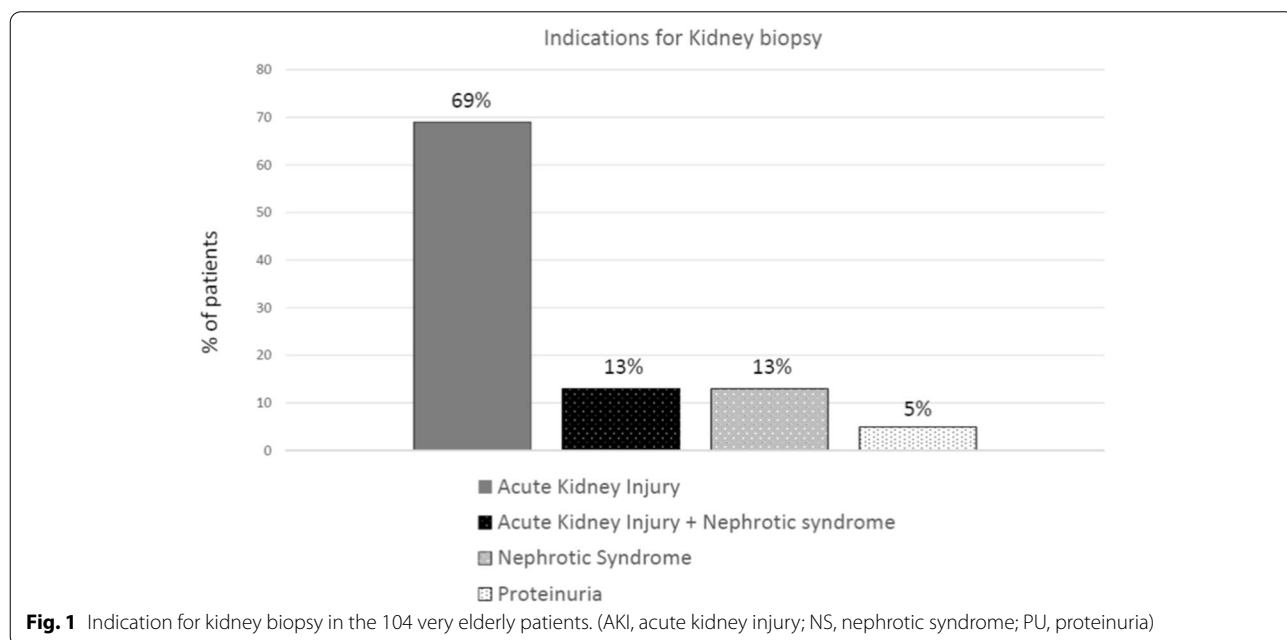 Indications for Kidney biopsy
80
70
60
50
40
30
20
10
0
% of patients
69%
13%
13%
5%
Acute Kidney Injury
Acute Kidney Injury + Nephrotic syndrome
Nephrotic Syndrome
Proteinuria
Fig. 1 Indication for kidney biopsy in the 104 very elderly patients. (AKI, acute kidney injury; NS, nephrotic syndrome; PU, proteinuria)